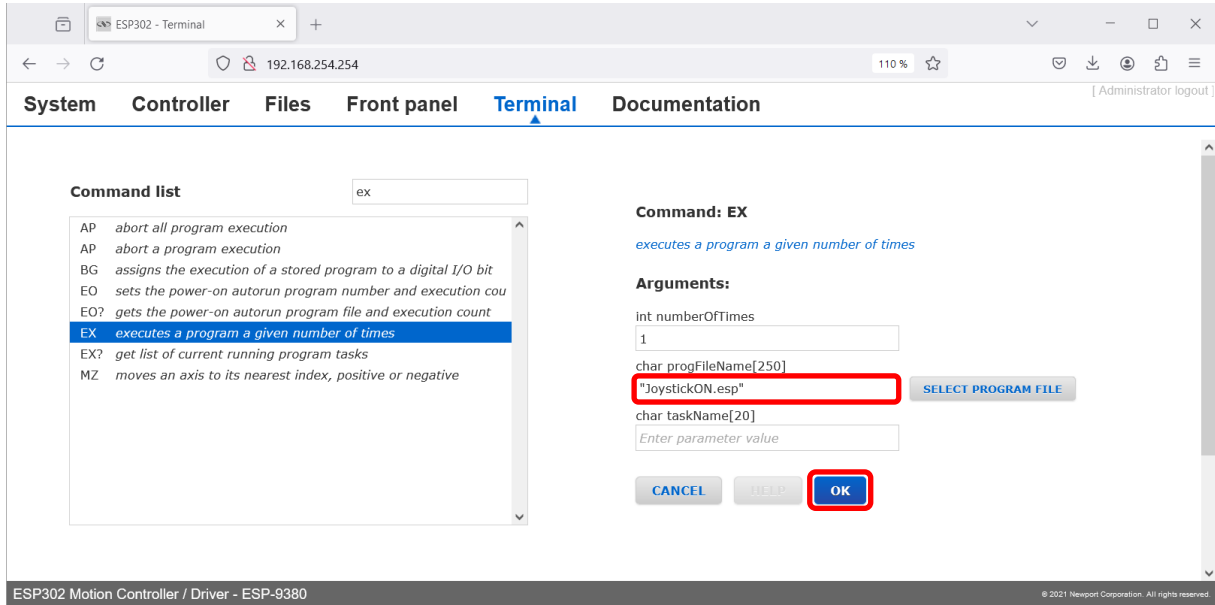 ESP302 - Terminal
192.168.254.254
110 %
System Controller Files Front panel Terminal Documentation
[ Administrator logout ]
Command list
ex
AP abort all program execution
AP abort a program execution
BG assigns the execution of a stored program to a digital I/O bit
EO sets the power-on autorun program number and execution cou
EO? gets the power-on autorun program file and execution count
EX executes a program a given number of times
EX? get list of current running program tasks
MZ moves an axis to its nearest index, positive or negative
Command: EX
executes a program a given number of times
Arguments:
int numberOfTimes
1
char progFileName[250]
"JoystickON.esp"
SELECT PROGRAM FILE
char taskName[20]
Enter parameter value
CANCEL
HELP
OK
ESP302 Motion Controller / Driver - ESP-9380
© 2021 Newport Corporation. All rights reserved.